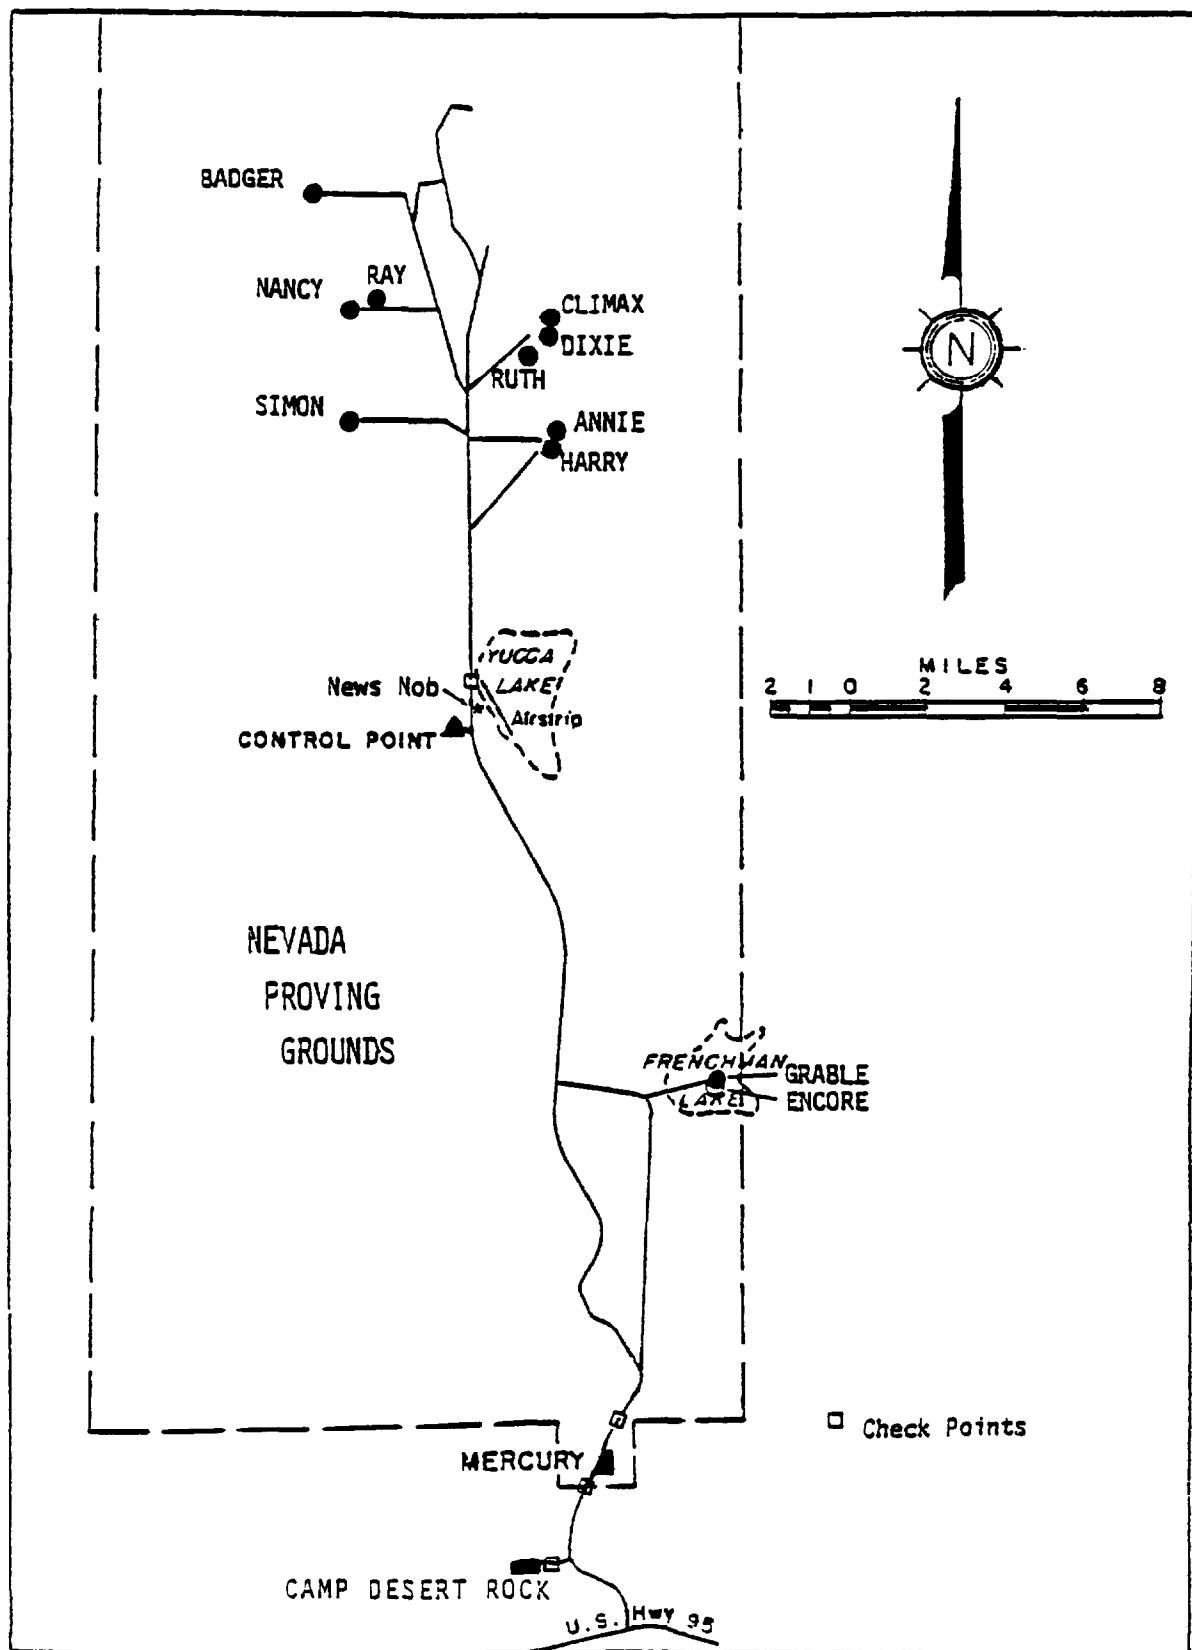 BADGER
RAY
NANCY
CLIMAX
DIXIE
RUTH
SIMON
ANNIE
HARRY
N
YUCCA
LAKE
MILES
2 1 0 2 4 6 8
News Nob
Airstrip
CONTROL POINT
NEVADA
PROVING
GROUNDS
FRENCHMAN
LAKE
GRABLE
ENCORE
Check Points
MERCURY
CAMP DESERT ROCK
U.S. Hwy 95